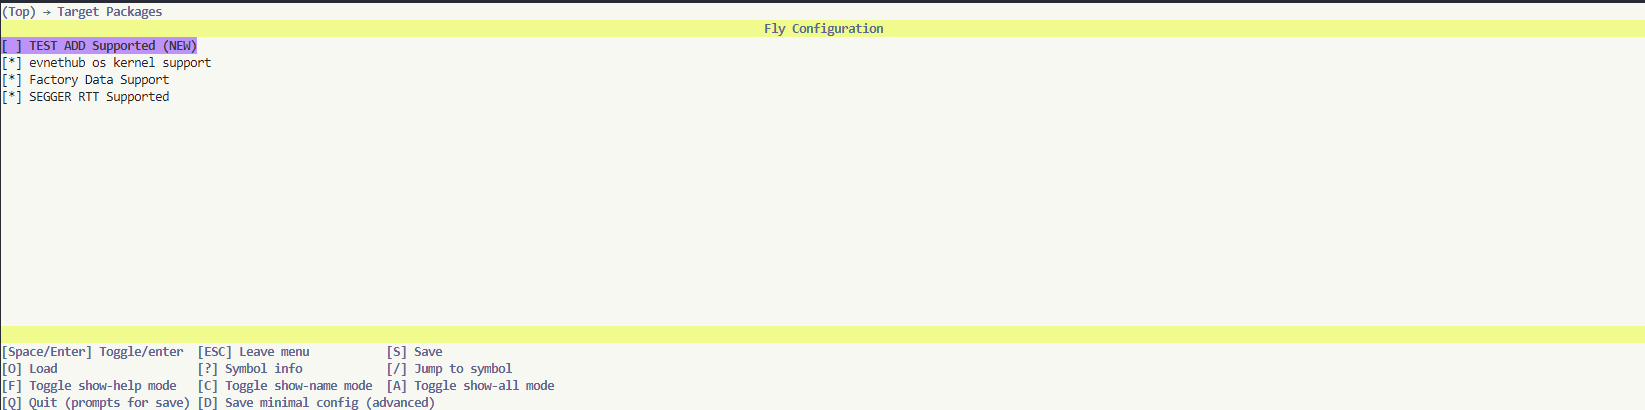 (Top) → Target Packages
Fly Configuration
[ ] TEST ADD Supported (NEW)
[*] evnethub os kernel support
[*] Factory Data Support
[*] SEGGER RTT Supported
[Space/Enter] Toggle/enter [ESC] Leave menu [S] Save
[O] Load [?] Symbol info [/] Jump to symbol
[F] Toggle show-help mode [C] Toggle show-name mode [A] Toggle show-all mode
[Q] Quit (prompts for save) [D] Save minimal config (advanced)